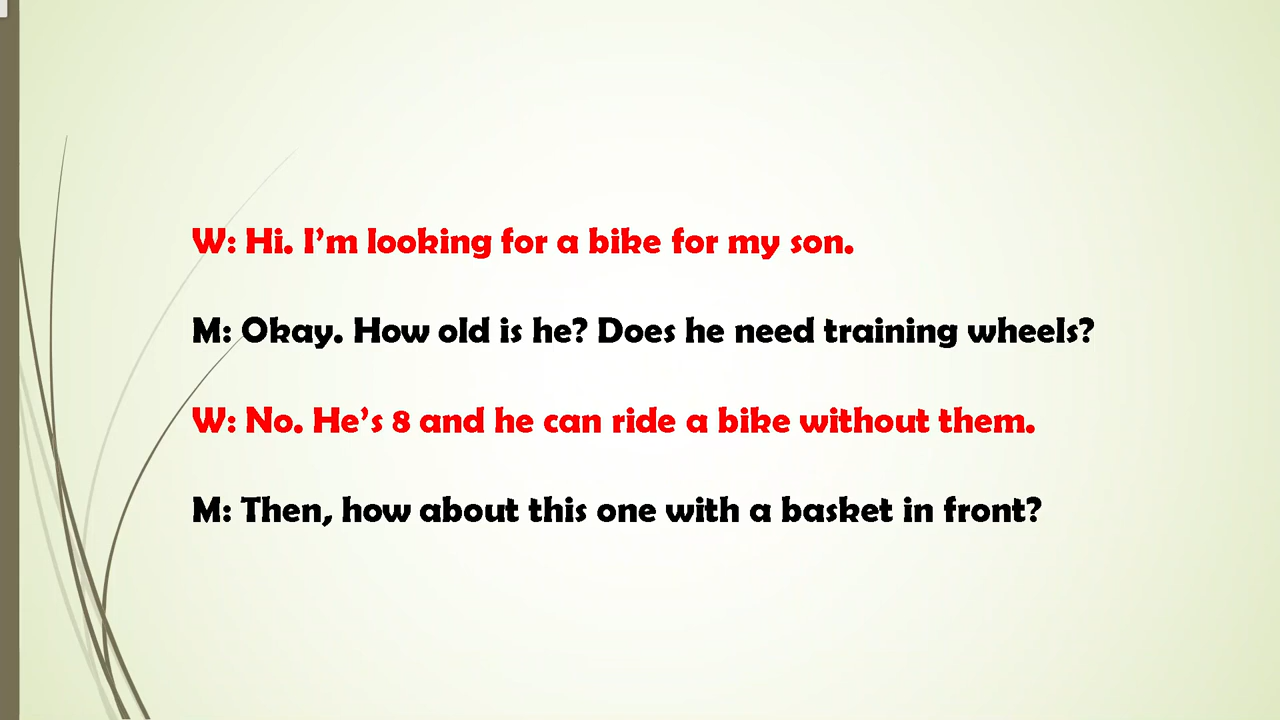 W: Hi. I’m looking for a bike for my son.
M: Okay. How old is he? Does he need training wheels?
W: No. He’s 8 and he can ride a bike without them.
M: Then, how about this one with a basket in front?